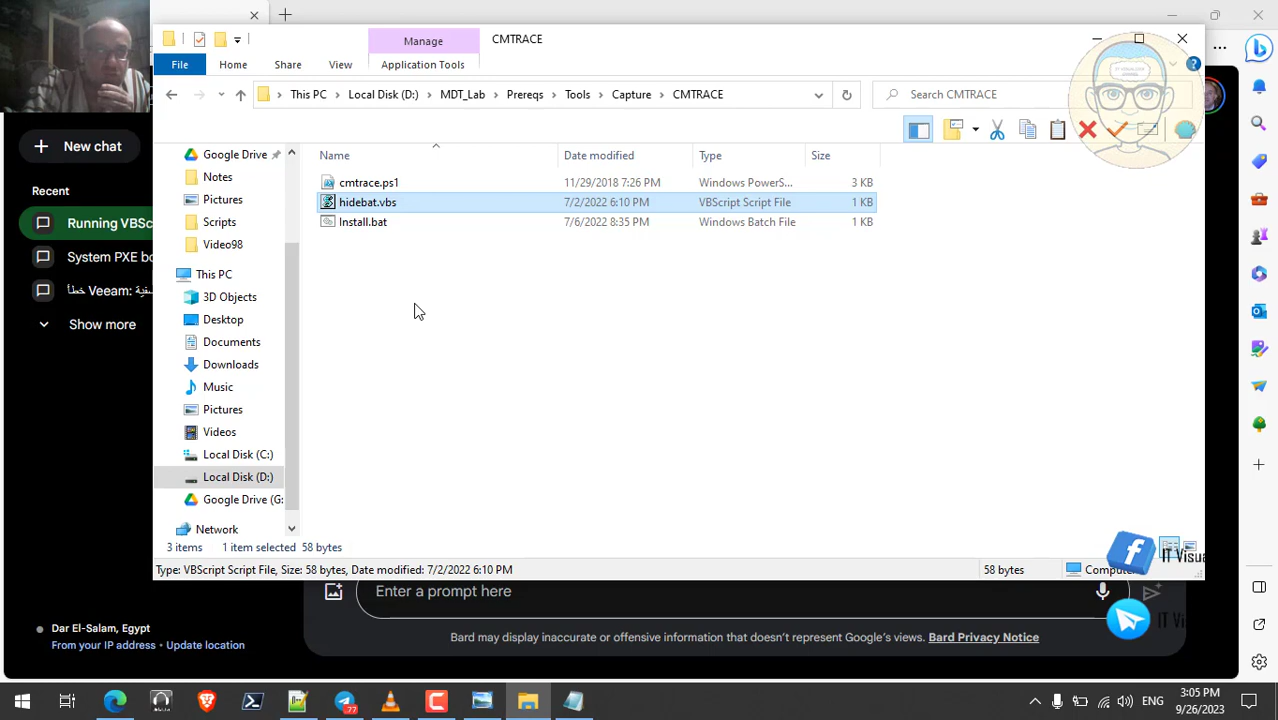 Manage
CMTRACE
File
Home
Share
View
Application Tools
This PC
Local Disk (D:)
MDT_Lab
Prereqs
Tools
Capture
CMTRACE
Search CMTRACE
Name
Date modified
Type
Size
cmtrace.ps1
11/29/2018 7:26 PM
Windows PowerS...
3 KB
hidebat.vbs
7/2/2022 6:10 PM
VBScript Script File
1 KB
Install.bat
7/6/2022 8:35 PM
Windows Batch File
1 KB
Google Drive
Notes
Pictures
Scripts
Video98
This PC
3D Objects
Desktop
Documents
Downloads
Music
Pictures
Videos
Local Disk (C:)
Local Disk (D:)
Google Drive (G:
Network
3 items
1 item selected
58 bytes
Type: VBScript Script File, Size: 58 bytes, Date modified: 7/2/2022 6:10 PM
58 bytes
Compute
IT Visua
IT V
New chat
Recent
Running VBSc
System PXE bo
خطأ Veeam:
Show more
Dar El-Salam, Egypt
From your IP address • Update location
Enter a prompt here
Bard may display inaccurate or offensive information that doesn't represent Google's views. Bard Privacy Notice
77
ENG
3:05 PM
9/26/2023